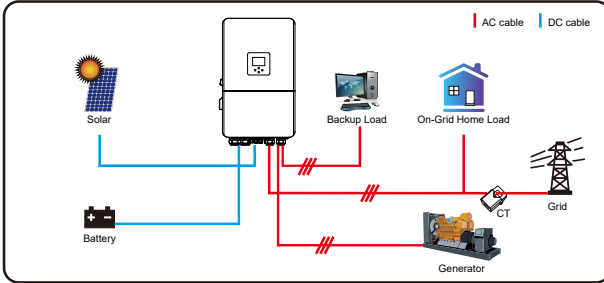 AC cable
DC cable
Solar
Backup Load
On-Grid Home Load
Battery
CT
Grid
Generator